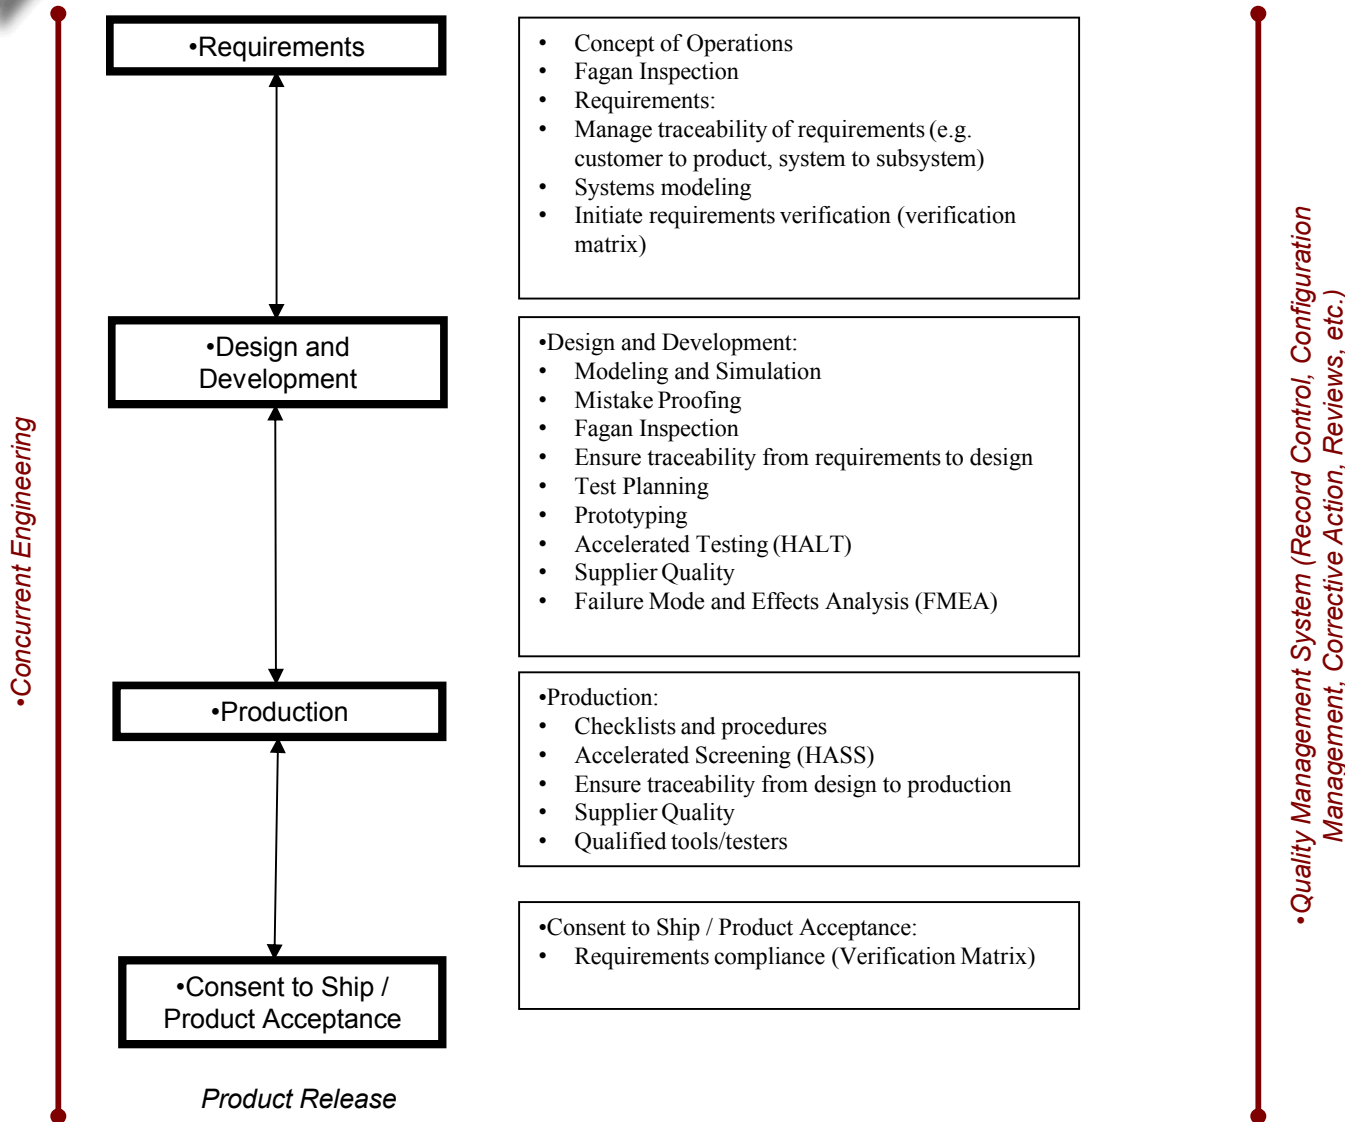 •Requirements
• Concept of Operations
• Fagan Inspection
• Requirements:
• Manage traceability of requirements (e.g.
customer to product, system to subsystem)
• Systems modeling
• Initiate requirements verification (verification
matrix)
•Design and
Development
•Design and Development:
• Modeling and Simulation
• Mistake Proofing
• Fagan Inspection
• Ensure traceability from requirements to design
• Test Planning
• Prototyping
• Accelerated Testing (HALT)
• Supplier Quality
• Failure Mode and Effects Analysis (FMEA)
•Production
•Production:
• Checklists and procedures
• Accelerated Screening (HASS)
• Ensure traceability from design to production
• Supplier Quality
• Qualified tools/testers
•Consent to Ship /
Product Acceptance
•Consent to Ship / Product Acceptance:
• Requirements compliance (Verification Matrix)
Product Release
•Concurrent Engineering
•Quality Management System (Record Control, Configuration
Management, Corrective Action, Reviews, etc.)